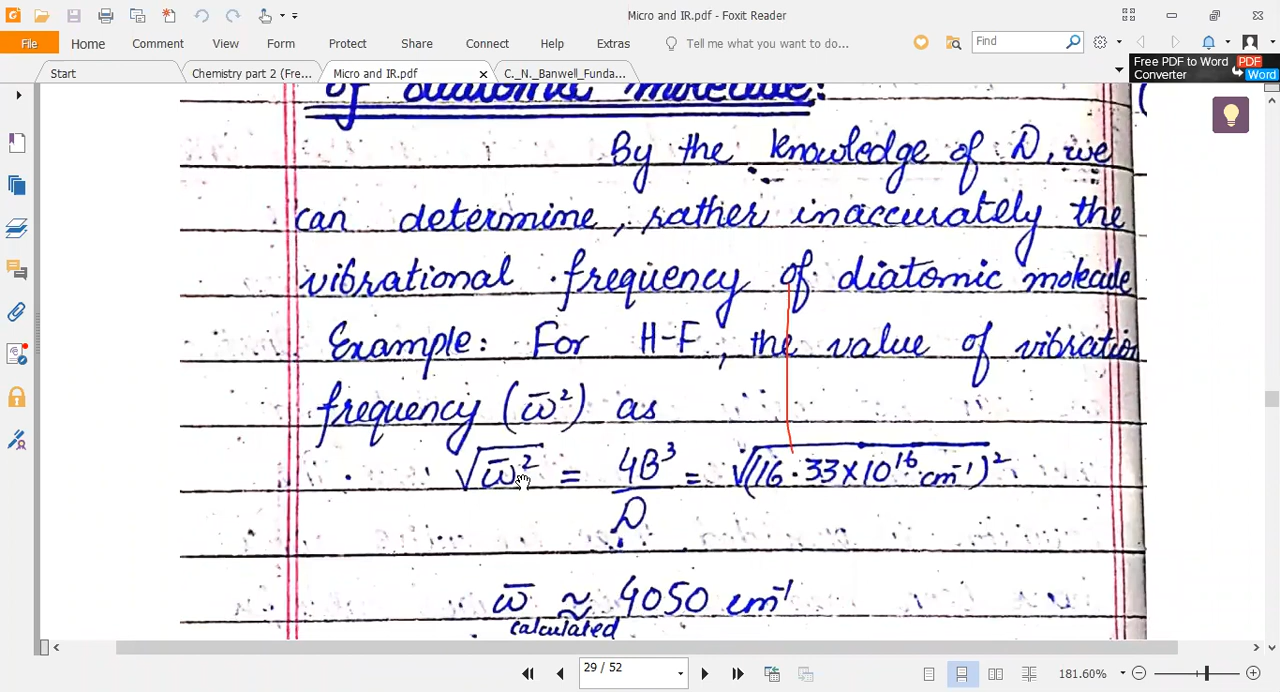 Micro and IR.pdf - Foxit Reader
File Home Comment View Form Protect Share Connect Help Extras Tell me what you want to do... Find
Free PDF to Word Converter PDF Word
Start Chemistry part 2 (Fre... Micro and IR.pdf × C._N._Banwell_Funda...
of diatomic molecule:
By the knowledge of D, we
can determine, rather inaccurately the
vibrational frequency of diatomic molecule
Example: For H-F, the value of vibration
frequency (ω̄²) as
√ω̄² = 4B³/D = √(16.33×10¹⁶ cm⁻¹)²
ω̄ ≈ 4050 cm⁻¹
calculated
29 / 52
181.60%